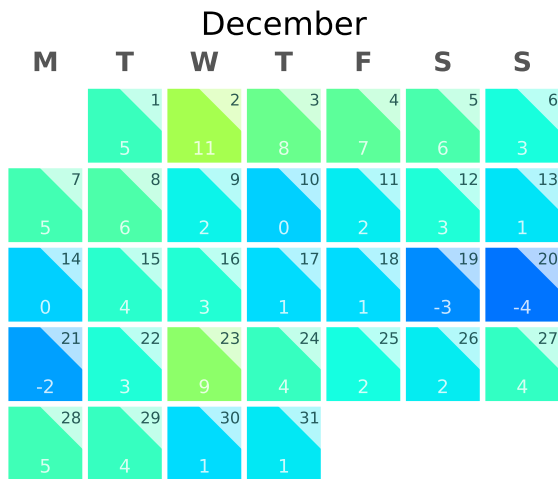 December
M T W T F S S
1 2 3 4 5 6
5 11 8 7 6 3
7 8 9 10 11 12 13
5 6 2 0 2 3 1
14 15 16 17 18 19 20
0 4 3 1 1 -3 -4
21 22 23 24 25 26 27
-2 3 9 4 2 2 4
28 29 30 31
5 4 1 1